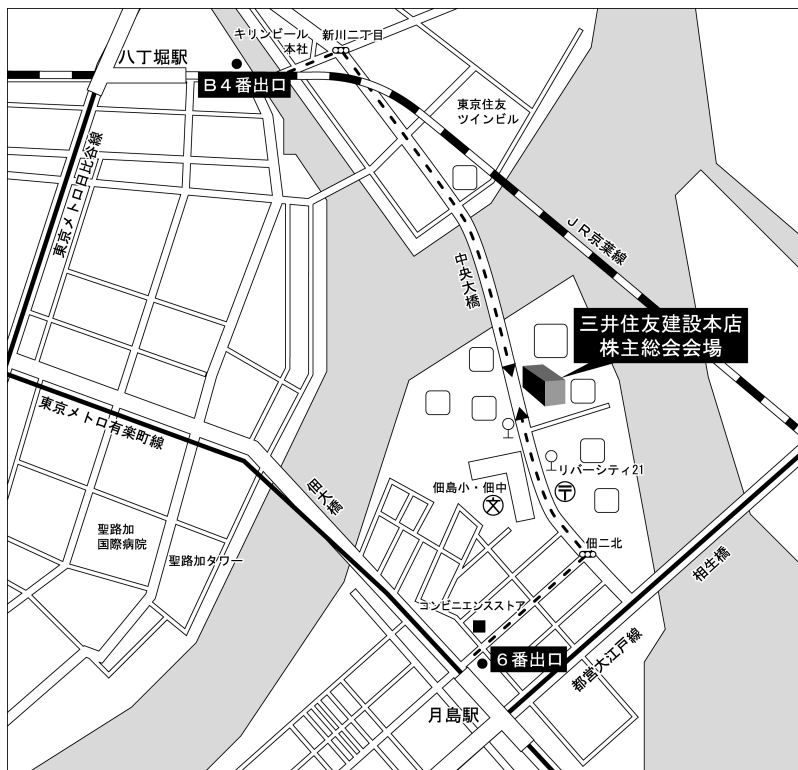 キリンビール
本社
新川二丁目
八丁堀駅
B4番出口
東京住友
ツインビル
東京メトロ日比谷線
JR京葉線
中央大橋
三井住友建設本店
株主総会会場
東京メトロ有楽町線
リバーシティ21
佃島小・佃中
文
〒
佃大橋
聖路加
国際病院
聖路加タワー
佃二北
相生橋
コンビニエンスストア
6番出口
都営大江戸線
月島駅